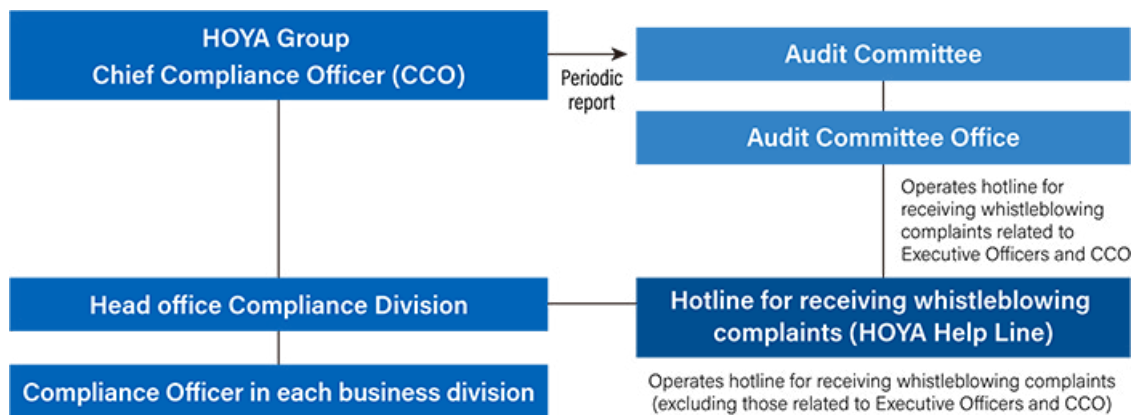 HOYA Group
Chief Compliance Officer (CCO)
Periodic
report
Audit Committee
Audit Committee Office
Operates hotline for
receiving whistleblowing
complaints related to
Executive Officers and CCO
Head office Compliance Division
Hotline for receiving whistleblowing
complaints (HOYA Help Line)
Compliance Officer in each business division
Operates hotline for receiving whistleblowing complaints
(excluding those related to Executive Officers and CCO)